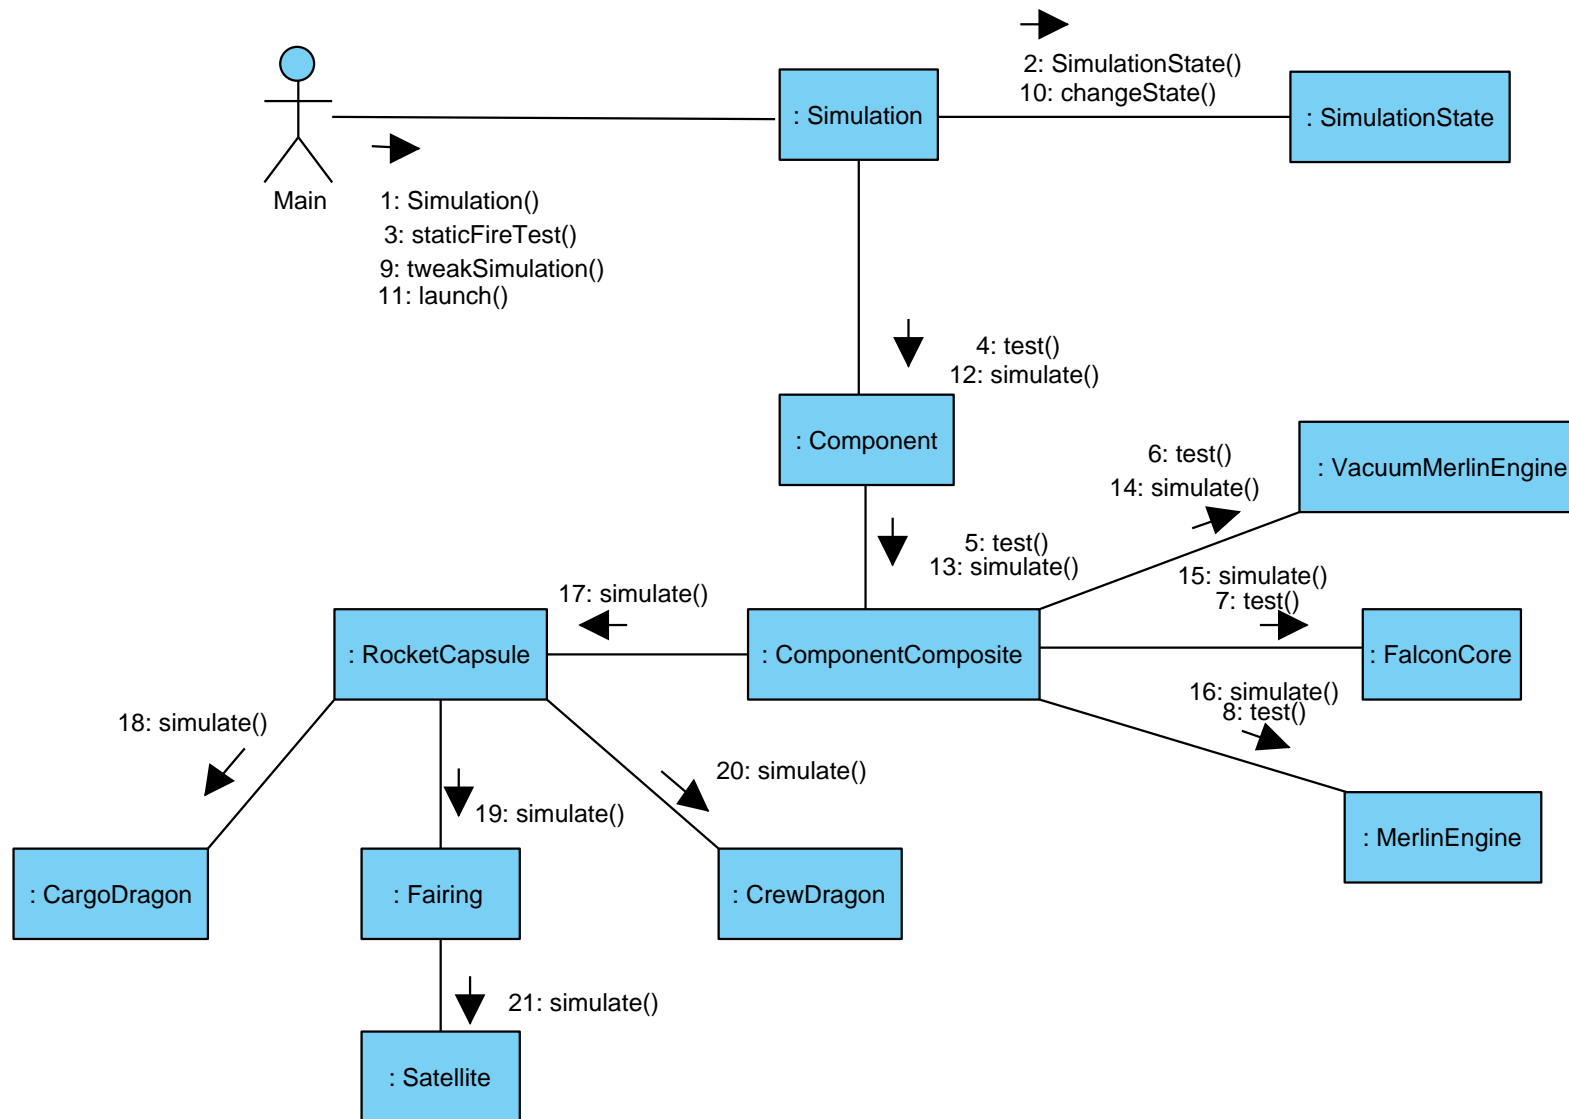 2: SimulationState()
10: changeState()
: Simulation
: SimulationState
Main
1: Simulation()
3: staticFireTest()
9: tweakSimulation()
11: launch()
4: test()
12: simulate()
: Component
6: test()
14: simulate()
: VacuumMerlinEngine
5: test()
13: simulate()
15: simulate()
7: test()
17: simulate()
: RocketCapsule
: ComponentComposite
: FalconCore
16: simulate()
8: test()
18: simulate()
20: simulate()
19: simulate()
: MerlinEngine
: CargoDragon
: Fairing
: CrewDragon
21: simulate()
: Satellite